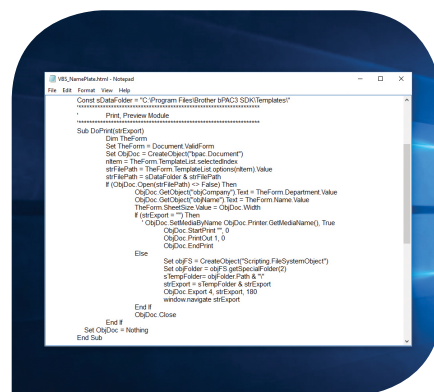 VBS_NamePlate.html - Notepad
File Edit Format View Help
Const sDataFolder = "C:\Program Files\Brother bPAC3 SDK\Templates\"
'*******************************************************************
' Print, Preview Module
'*******************************************************************
Sub DoPrint(strExport)
Dim TheForm
Set TheForm = Document.ValidForm
Set ObjDoc = CreateObject("bpac.Document")
nItem = TheForm.TemplateList.selectedIndex
strFilePath = TheForm.TemplateList.options(nItem).Value
strFilePath = sDataFolder & strFilePath
If (ObjDoc.Open(strFilePath) <> False) Then
ObjDoc.GetObject("objCompany").Text = TheForm.Department.Value
ObjDoc.GetObject("objName").Text = TheForm.Name.Value
TheForm.SheetSize.Value = ObjDoc.Width
If (strExport = "") Then
' ObjDoc.SetMediaByName ObjDoc.Printer.GetMediaName(), True
ObjDoc.StartPrint "", 0
ObjDoc.PrintOut 1, 0
ObjDoc.EndPrint
Else
Set objFS = CreateObject("Scripting.FileSystemObject")
Set objFolder = objFS.getSpecialFolder(2)
sTempFolder= objFolder.Path & "\"
strExport = sTempFolder & strExport
ObjDoc.Export 4, strExport, 180
window.navigate strExport
End If
ObjDoc.Close
End If
Set ObjDoc = Nothing
End Sub